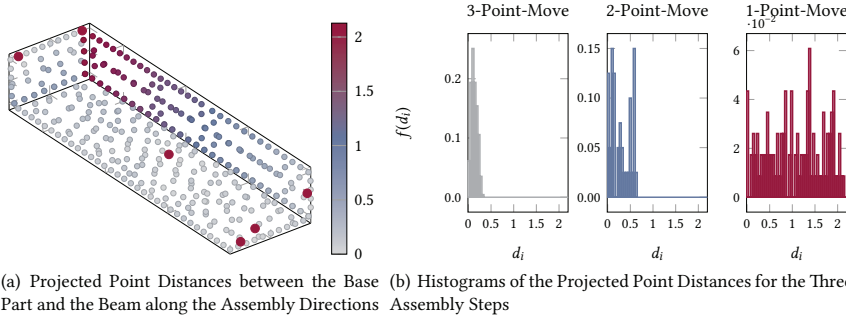 3-Point-Move
2-Point-Move
1-Point-Move
·10⁻²
2
1.5
1
0.5
0
f(dᵢ)
0.2
0.1
0.0
0 0.5 1 1.5 2
dᵢ
0.15
0.10
0.05
0.00
0 0.5 1 1.5 2
dᵢ
6
4
2
0
0 0.5 1 1.5 2
dᵢ
(a) Projected Point Distances between the Base
Part and the Beam along the Assembly Directions
(b) Histograms of the Projected Point Distances for the Three
Assembly Steps